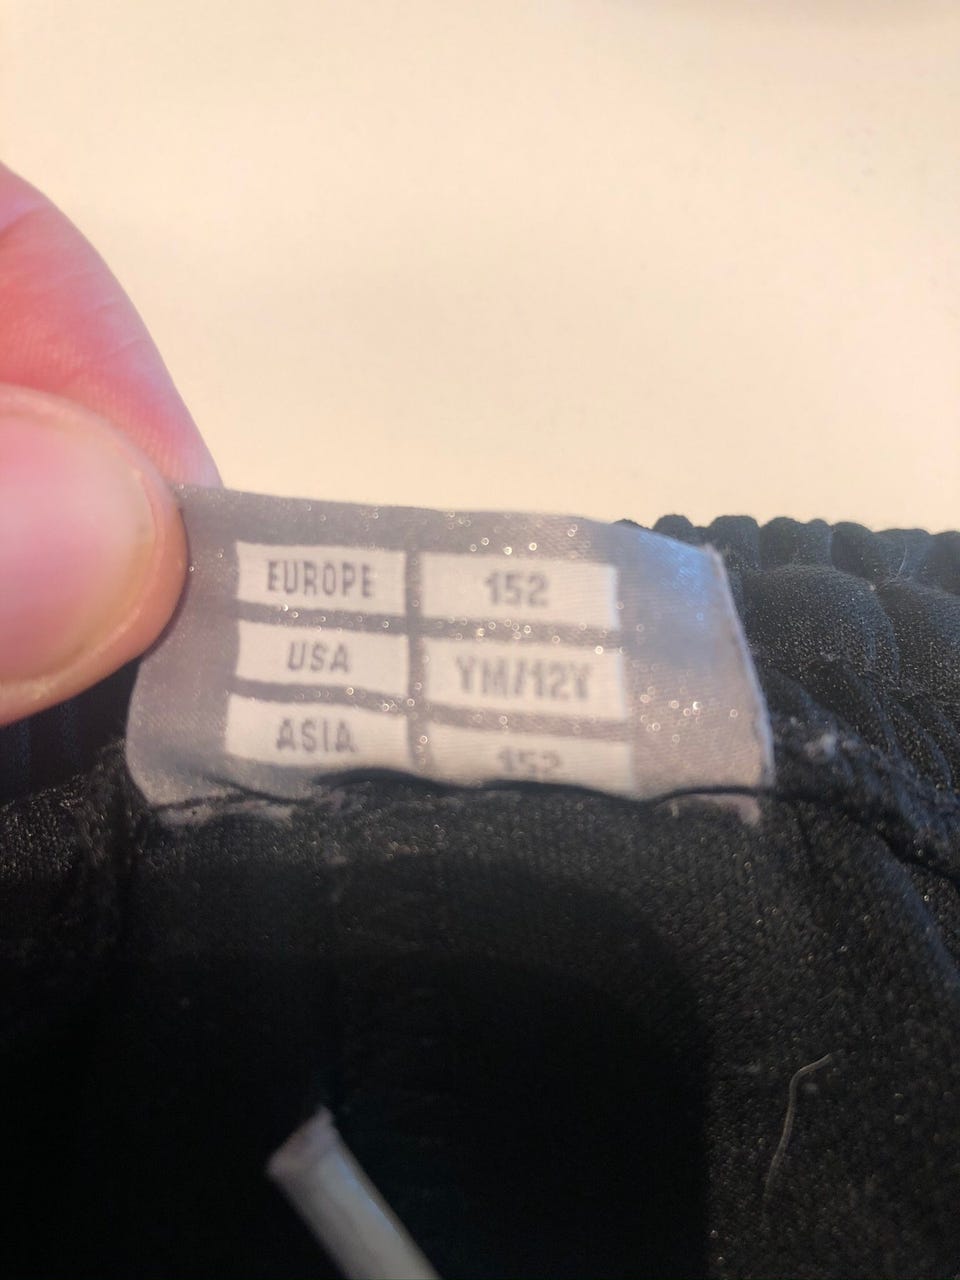 EUROPE 152
USA YM/12Y
ASIA 152